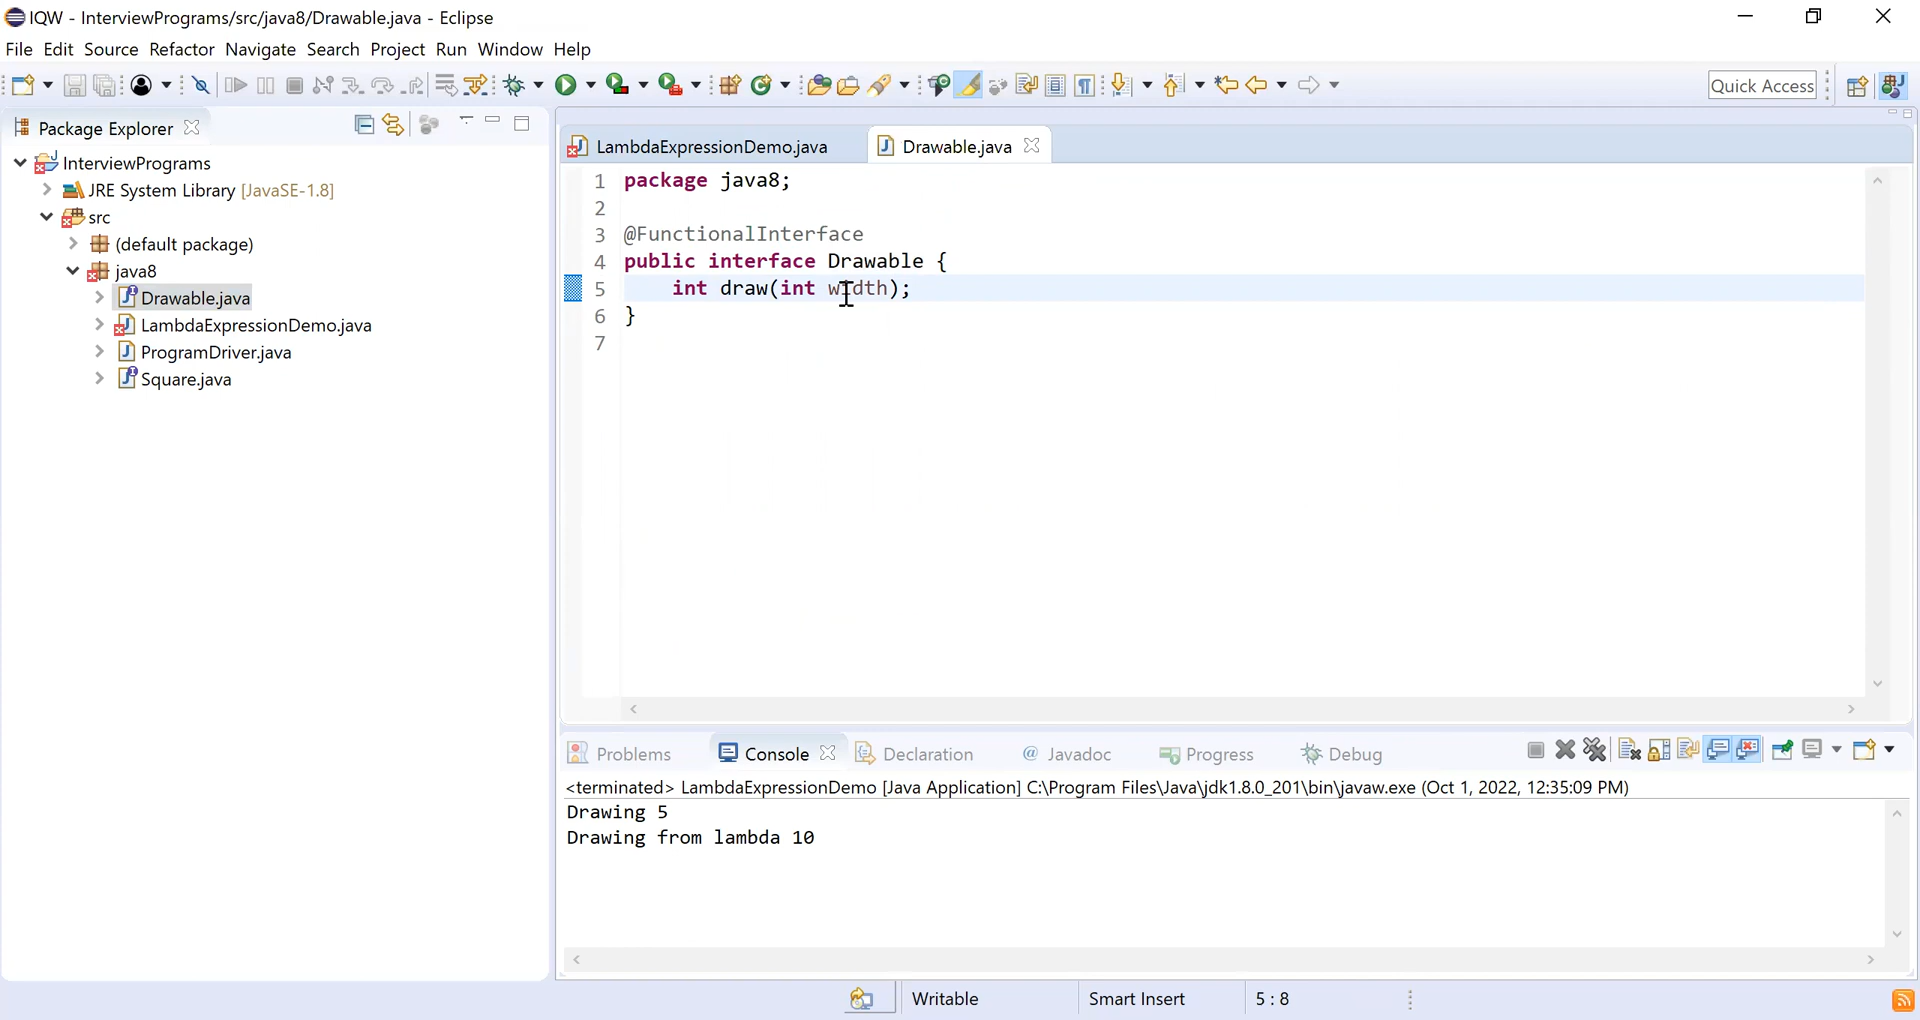 IQW - InterviewPrograms/src/java8/Drawable.java - Eclipse
File Edit Source Refactor Navigate Search Project Run Window Help
Quick Access
Package Explorer
InterviewPrograms
JRE System Library [JavaSE-1.8]
src
(default package)
java8
Drawable.java
LambdaExpressionDemo.java
ProgramDriver.java
Square.java
LambdaExpressionDemo.java Drawable.java
1 package java8;
2
3 @FunctionalInterface
4 public interface Drawable {
5 int draw(int width);
6 }
7
Problems Console Declaration @ Javadoc Progress Debug
<terminated> LambdaExpressionDemo [Java Application] C:\Program Files\Java\jdk1.8.0_201\bin\javaw.exe (Oct 1, 2022, 12:35:09 PM)
Drawing 5
Drawing from lambda 10
Writable Smart Insert 5 : 8